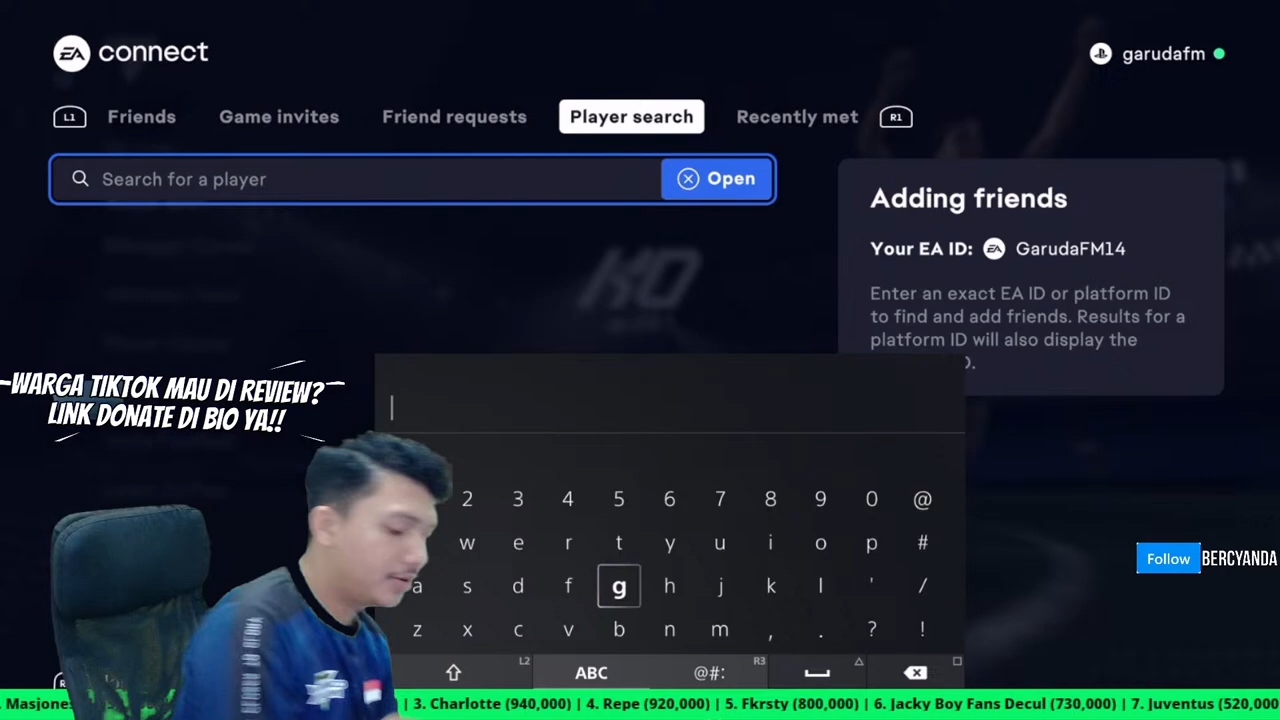 EA connect
garudafm
L1 Friends Game invites Friend requests Player search Recently met R1
Search for a player Open
Adding friends
Your EA ID: EA GarudaFM14
Enter an exact EA ID or platform ID
to find and add friends. Results for a
platform ID will also display the
WARGA TIKTOK MAU DI REVIEW?
LINK DONATE DI BIO YA!!
2 3 4 5 6 7 8 9 0 @
w e r t y u i o p #
a s d f g h j k l ' /
z x c v b n m , . ? !
L2 ABC @#: R3
Follow BERCYANDA
. Masjones | 3. Charlotte (940,000) | 4. Repe (920,000) | 5. Fkrsty (800,000) | 6. Jacky Boy Fans Decul (730,000) | 7. Juventus (520,000